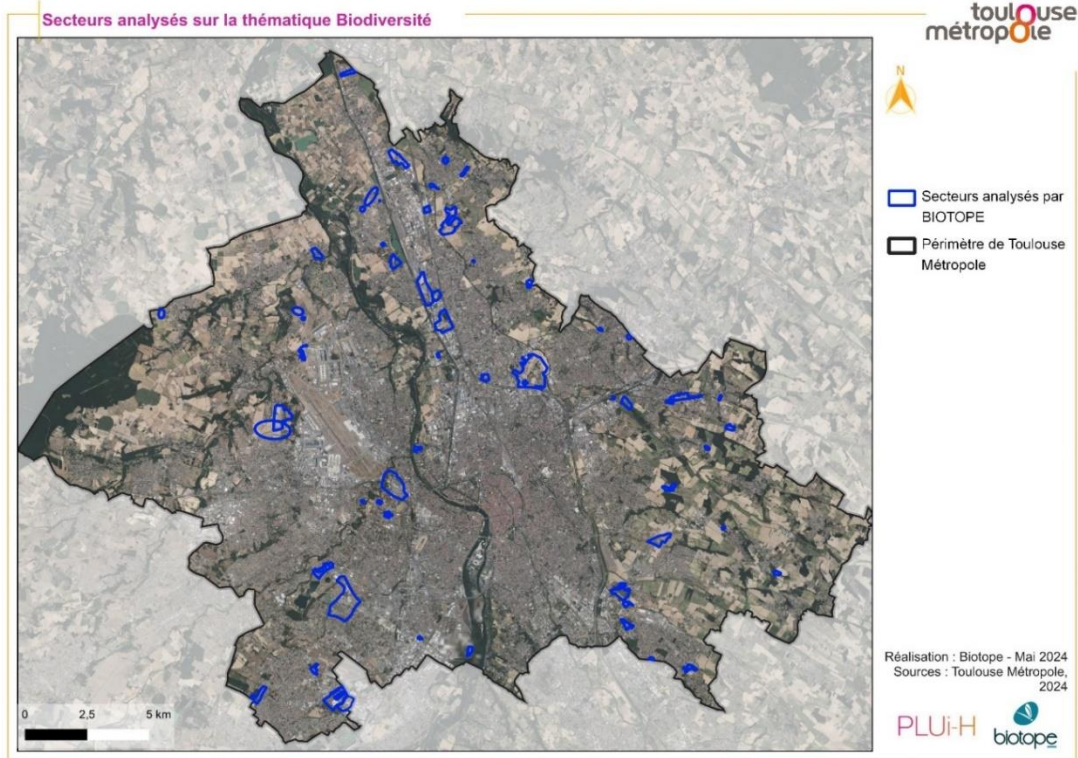 Secteurs analysés sur la thématique Biodiversité
toulouse
métropole
N
Secteurs analysés par
BIOTOPE
Périmètre de Toulouse
Métropole
0 2,5 5 km
Réalisation : Biotope - Mai 2024
Sources : Toulouse Métropole,
2024
PLUi-H
biotope